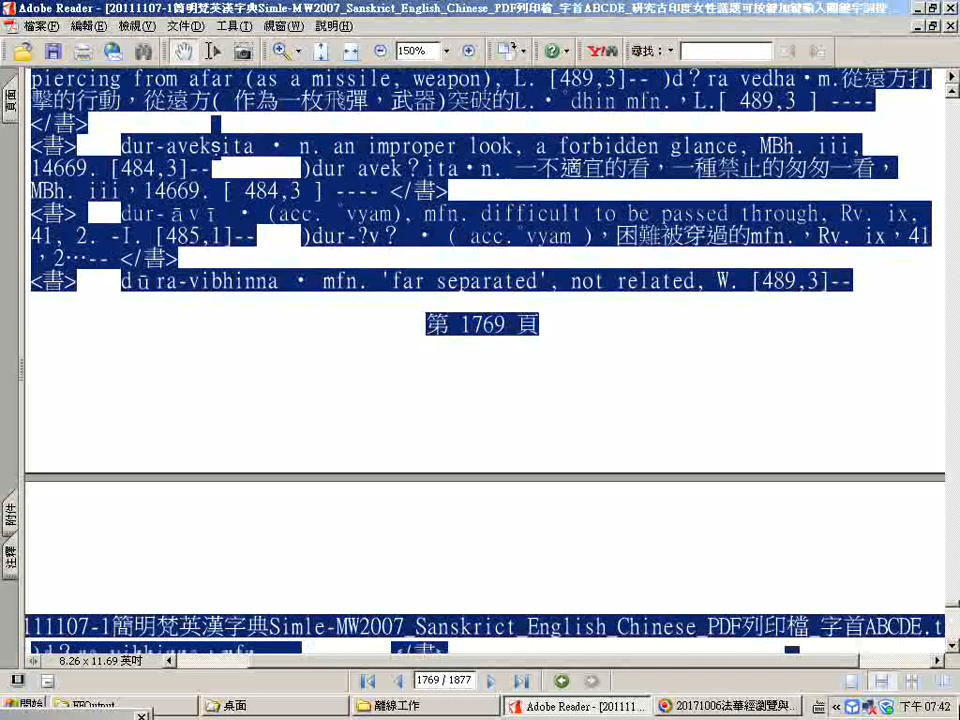 Adobe Reader - [20111107-1簡明梵英漢字典Simle-MW2007_Sanskrict_English_Chinese_PDF列印檔_字首ABCDE_研究古印度女性議題可按鍵加鍵輸入關鍵字詞搜
檔案(F) 編輯(E) 檢視(V) 文件(D) 工具(T) 視窗(W) 說明(H)
150% Y! 尋找：
頁面
piercing from afar (as a missile, weapon), L. [489,3]-- )d？ra vedha‧m.從遠方打
擊的行動，從遠方( 作為一枚飛彈，武器)突破的L.‧˚dhin mfn.，L.[ 489,3 ] ----
</書>
<書> dur-avekṣita ‧ n. an improper look, a forbidden glance, MBh. iii,
14669. [484,3]-- )dur avek？ita‧n. 一不適宜的看，一種禁止的匆匆一看，
MBh. iii，14669. [ 484,3 ] ---- </書>
<書> dur-āvī ‧ (acc. ˚vyam), mfn. difficult to be passed through, Rv. ix,
41, 2. -I. [485,1]-- )dur-?v？ ‧( acc.˚vyam )，困難被穿過的mfn.，Rv. ix，41
，2…-- </書>
<書> dūra-vibhinna ‧ mfn. 'far separated', not related, W. [489,3]--
第 1769 頁
附件
註釋
111107-1簡明梵英漢字典Simle-MW2007_Sanskrict_English_Chinese_PDF列印檔_字首ABCDE.t
8.26 x 11.69 英吋
1769 / 1877
開始 FFOutput 桌面 離線工作 Adobe Reader - [201111... 20171006法華經瀏覽與... 下午 07:42